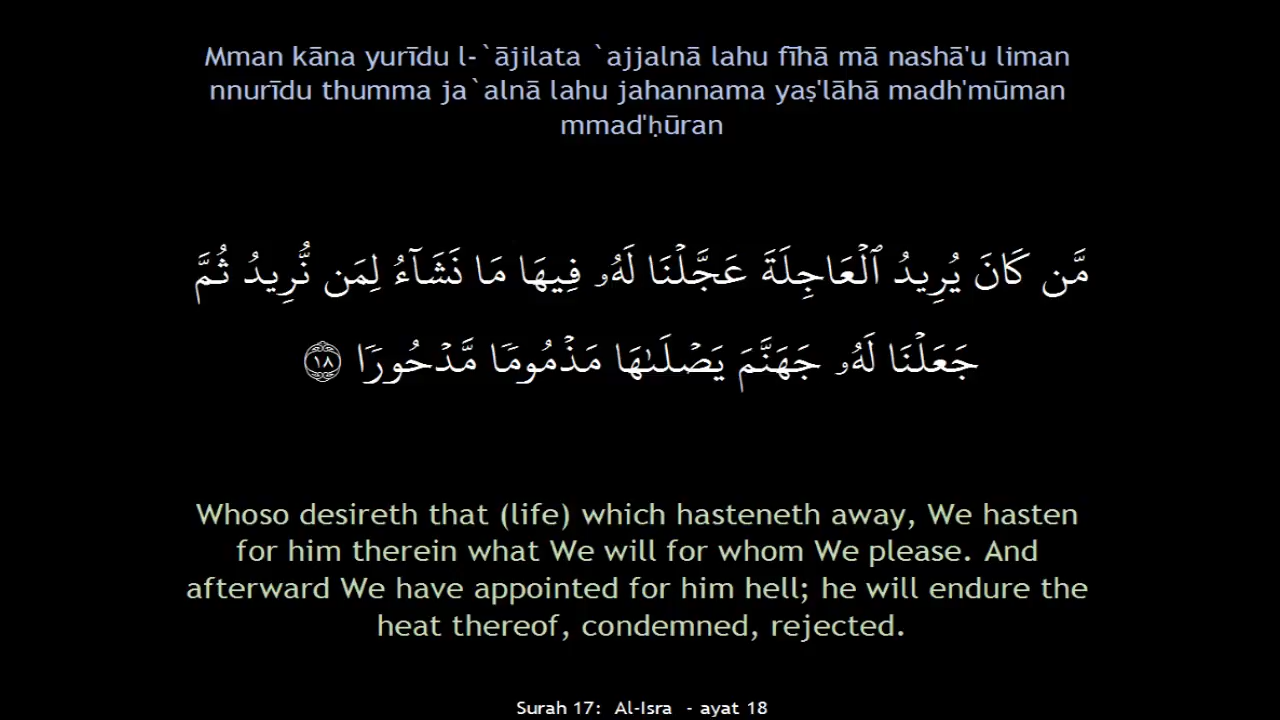 Mman kāna yurīdu l-`ājilata `ajjalnā lahu fīhā mā nashā'u liman
nnurīdu thumma ja`alnā lahu jahannama yaṣ'lāhā madh'mūman
mmad'ḥūran
مَّن كَانَ يُرِيدُ ٱلۡعَاجِلَةَ عَجَّلۡنَا لَهُۥ فِيهَا مَا نَشَآءُ لِمَن نُّرِيدُ ثُمَّ
جَعَلۡنَا لَهُۥ جَهَنَّمَ يَصۡلَىٰهَا مَذۡمُومٗا مَّدۡحُورٗا ١٨
Whoso desireth that (life) which hasteneth away, We hasten
for him therein what We will for whom We please. And
afterward We have appointed for him hell; he will endure the
heat thereof, condemned, rejected.
Surah 17: Al-Isra - ayat 18